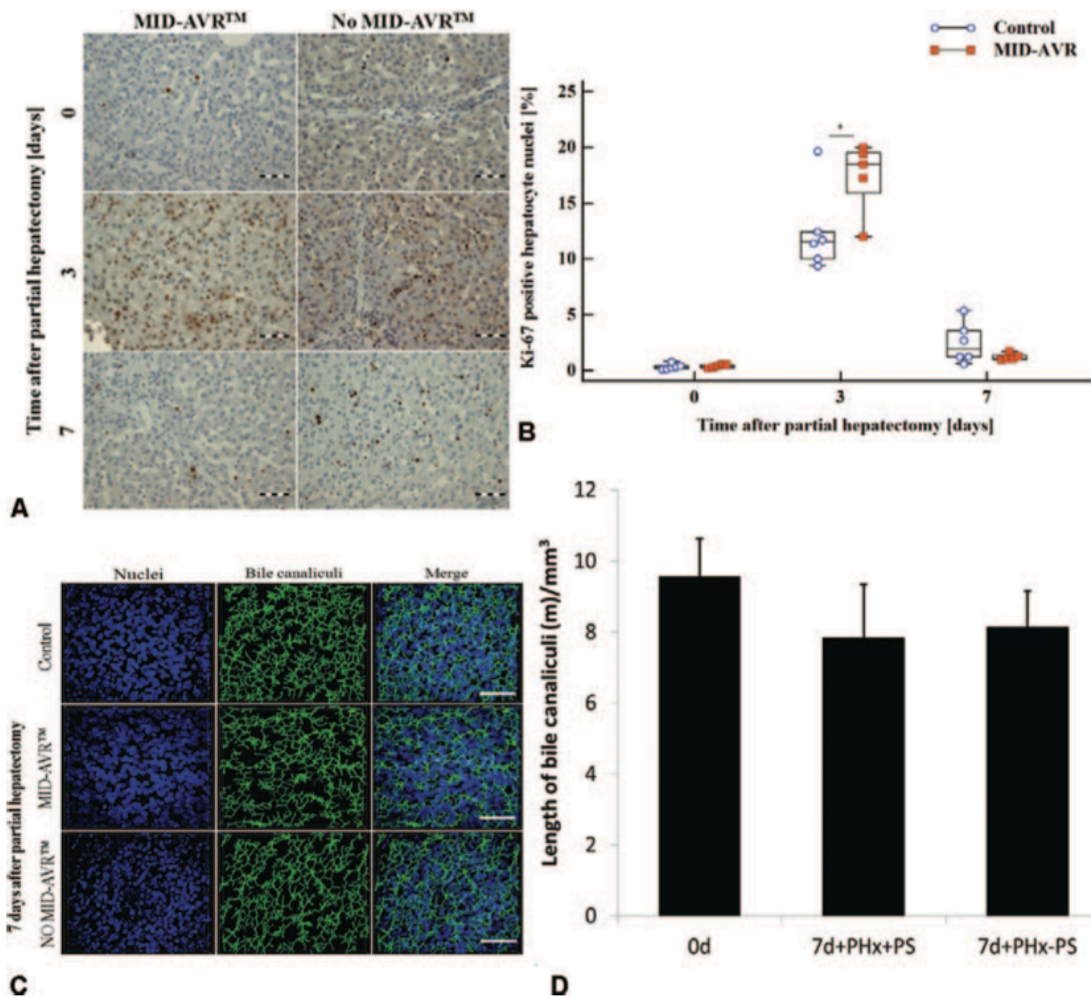 MID-AVR™
No MID-AVR™
Time after partial hepatectomy [days]
0
3
7
A
Control
MID-AVR
Ki-67 positive hepatocyte nuclei [%]
25
20
15
10
5
0
*
0
3
7
Time after partial hepatectomy [days]
B
Nuclei
Bile canaliculi
Merge
7 days after partial hepatectomy
Control
MID-AVR™
NO MID-AVR™
C
Length of bile canaliculi (m)/mm³
12
10
8
6
4
2
0
0d
7d+PHx+PS
7d+PHx-PS
D